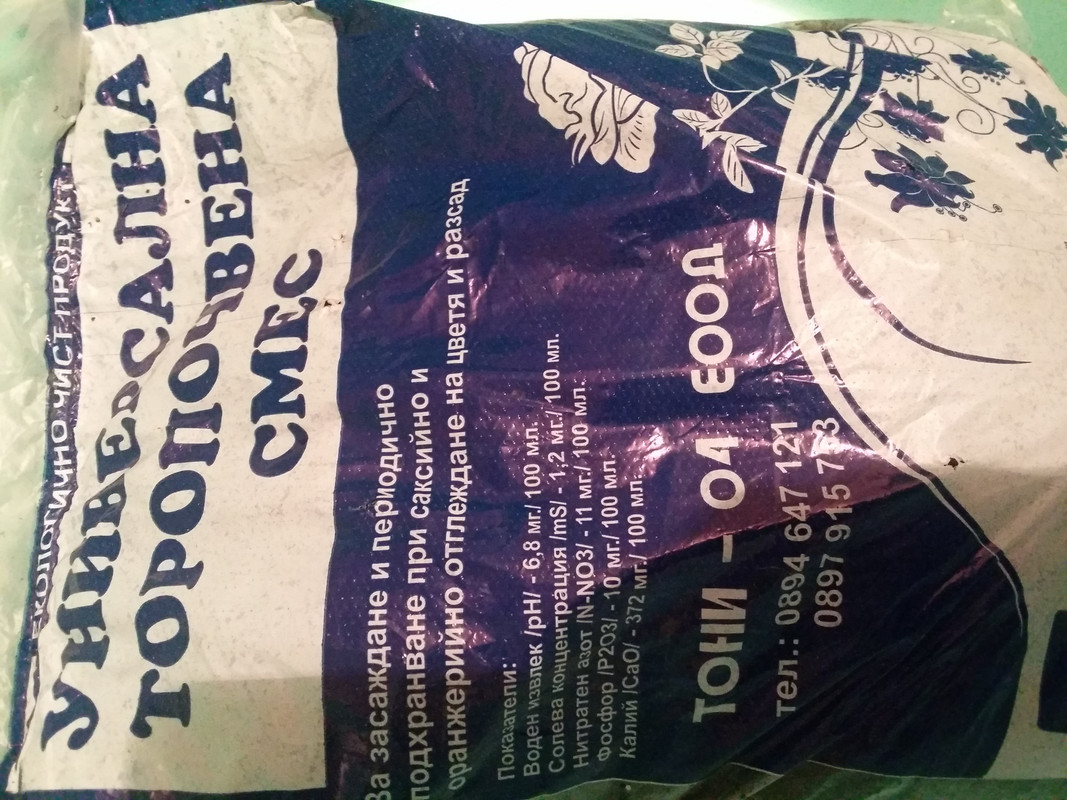 ЕКОЛОГИЧНО ЧИСТ ПРОДУКТ
УНИВЕРСАЛНА
ТОРОПОЧВЕНА
СМЕС
За засаждане и периодично
подхранване при саксийно и
оранжерийно отглеждане на цветя и разсад
Показатели::
Воден извлек /pH/ - 6,8 мг./ 100 мл.
Солева концентрация /mS/ - 1,2 мг./ 100 мл.
Нитратен азот /N-NO3/ - 11 мг./ 100 мл.
Фосфор /P2O3/ - 10 мг./ 100 мл.
Калий /CaO/ - 372 мг./ 100 мл.
ТОНИ – 04 ЕООД
тел.: 0894 647 121